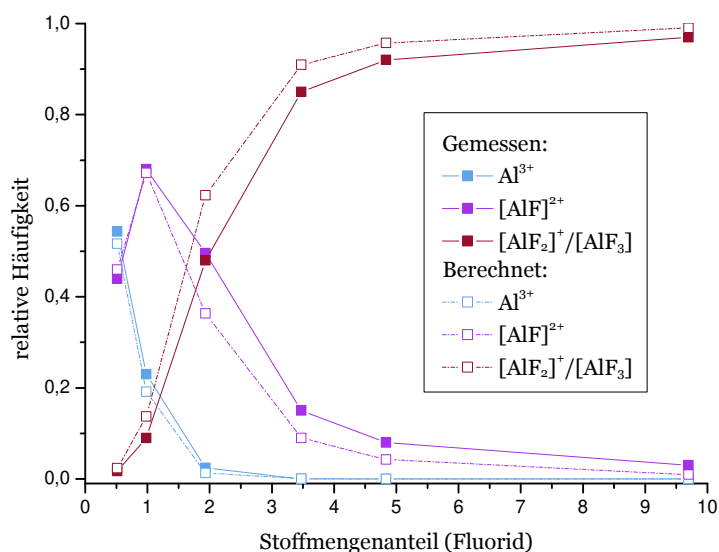 1,0
0,8
0,6
0,4
0,2
0,0
relative Häufigkeit
Gemessen:
Al³⁺
[AlF]²⁺
[AlF₂]⁺/[AlF₃]
Berechnet:
Al³⁺
[AlF]²⁺
[AlF₂]⁺/[AlF₃]
0 1 2 3 4 5 6 7 8 9 10
Stoffmengenanteil (Fluorid)